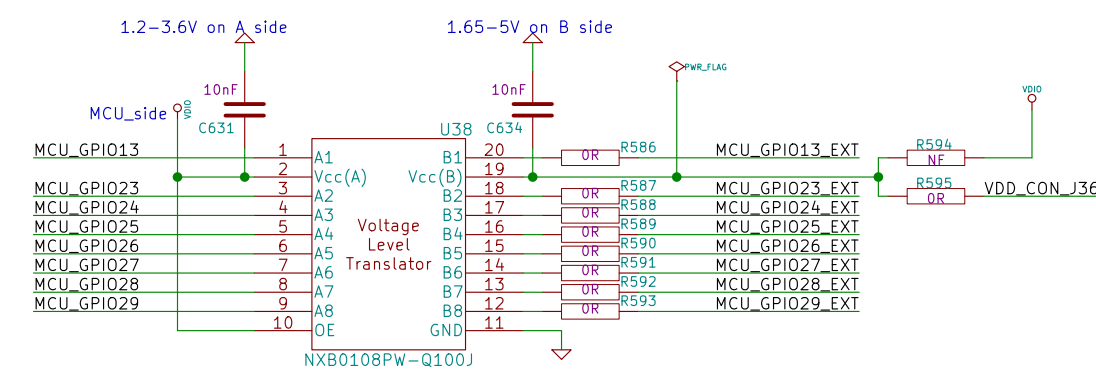 1.2-3.6V on A side
1.65-5V on B side
PWR_FLAG
10nF
10nF
VDIO
MCU_side
VDIO
C631
C634
U38
R594
MCU_GPIO13
1
A1
B1
20
0R
R586
MCU_GPIO13_EXT
NF
2
Vcc(A)
Vcc(B)
19
R595
MCU_GPIO23
3
A2
B2
18
0R
R587
MCU_GPIO23_EXT
0R
VDD_CON_J36
MCU_GPIO24
4
A3
B3
17
0R
R588
MCU_GPIO24_EXT
MCU_GPIO25
5
A4
Voltage
B4
16
0R
R589
MCU_GPIO25_EXT
MCU_GPIO26
6
A5
Level
B5
15
0R
R590
MCU_GPIO26_EXT
MCU_GPIO27
7
A6
Translator
B6
14
0R
R591
MCU_GPIO27_EXT
MCU_GPIO28
8
A7
B7
13
0R
R592
MCU_GPIO28_EXT
MCU_GPIO29
9
A8
B8
12
0R
R593
MCU_GPIO29_EXT
10
OE
GND
11
NXB0108PW-Q100J